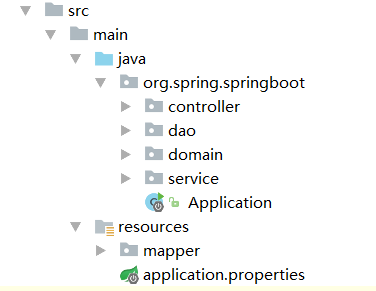 src
main
java
org.spring.springboot
controller
dao
domain
service
Application
resources
mapper
application.properties